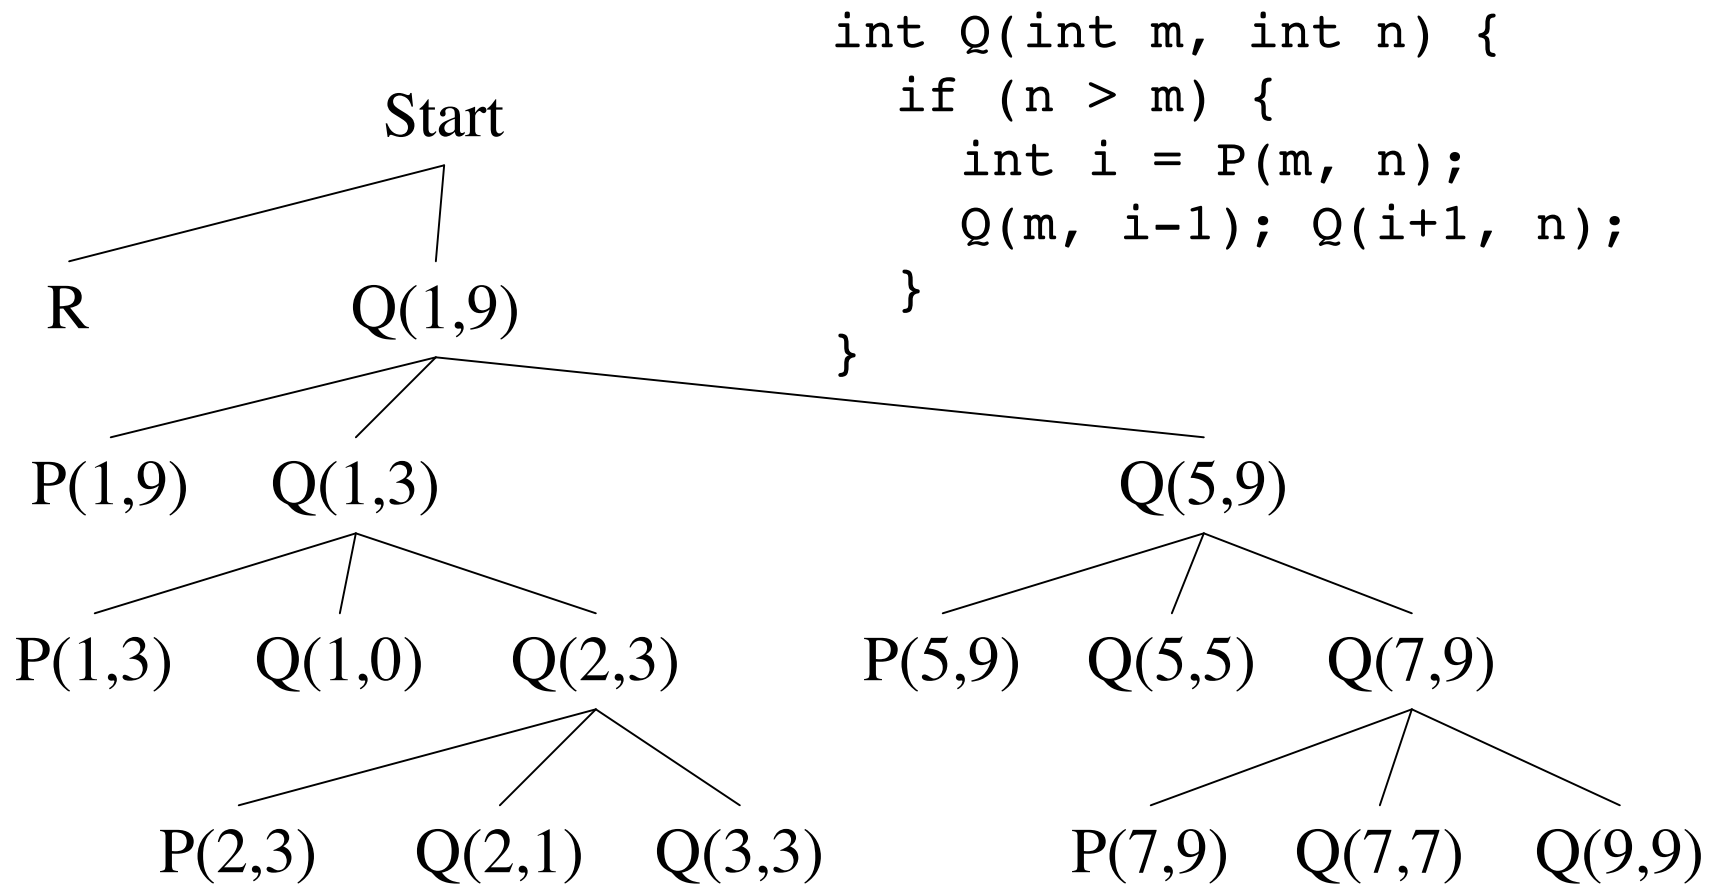 int Q(int m, int n) {
if (n > m) {
int i = P(m, n);
Q(m, i-1); Q(i+1, n);
}
}
Start
R Q(1,9)
P(1,9) Q(1,3) Q(5,9)
P(1,3) Q(1,0) Q(2,3) P(5,9) Q(5,5) Q(7,9)
P(2,3) Q(2,1) Q(3,3) P(7,9) Q(7,7) Q(9,9)